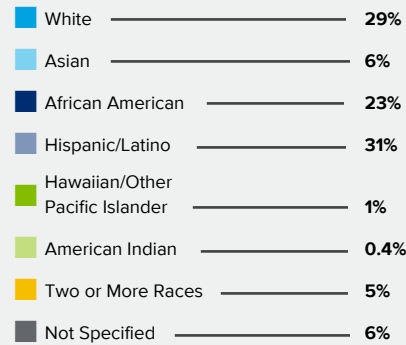 White 29%
Asian 6%
African American 23%
Hispanic/Latino 31%
Hawaiian/Other
Pacific Islander 1%
American Indian 0.4%
Two or More Races 5%
Not Specified 6%